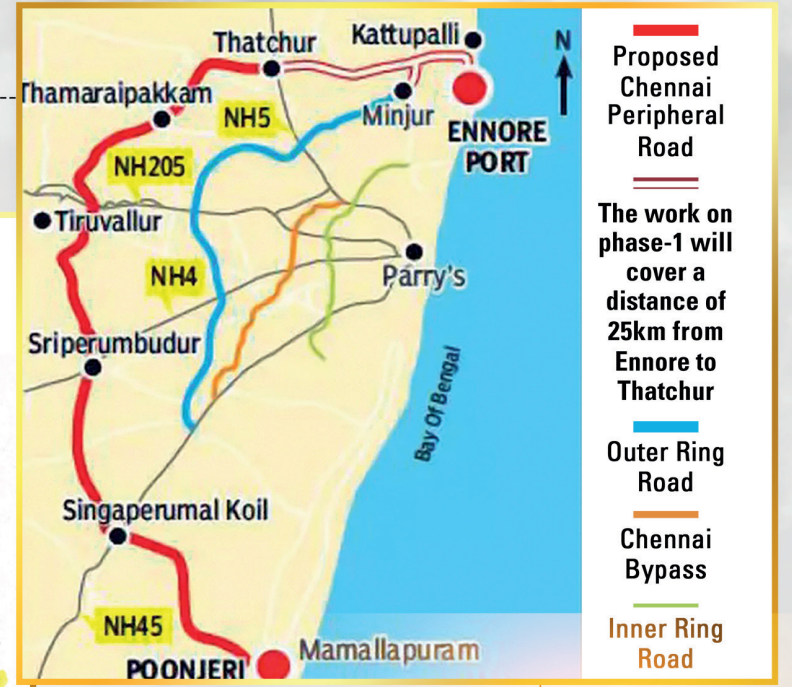 Thatchur
Kattupalli
N
Thamaraipakkam
NH5
Minjur
ENNORE
PORT
NH205
Tiruvallur
NH4
Parry's
Sriperumbudur
Bay Of Bengal
Singaperumal Koil
NH45
POONJERI
Mamallapuram
Proposed
Chennai
Peripheral
Road
The work on
phase-1 will
cover a
distance of
25km from
Ennore to
Thatchur
Outer Ring
Road
Chennai
Bypass
Inner Ring
Road